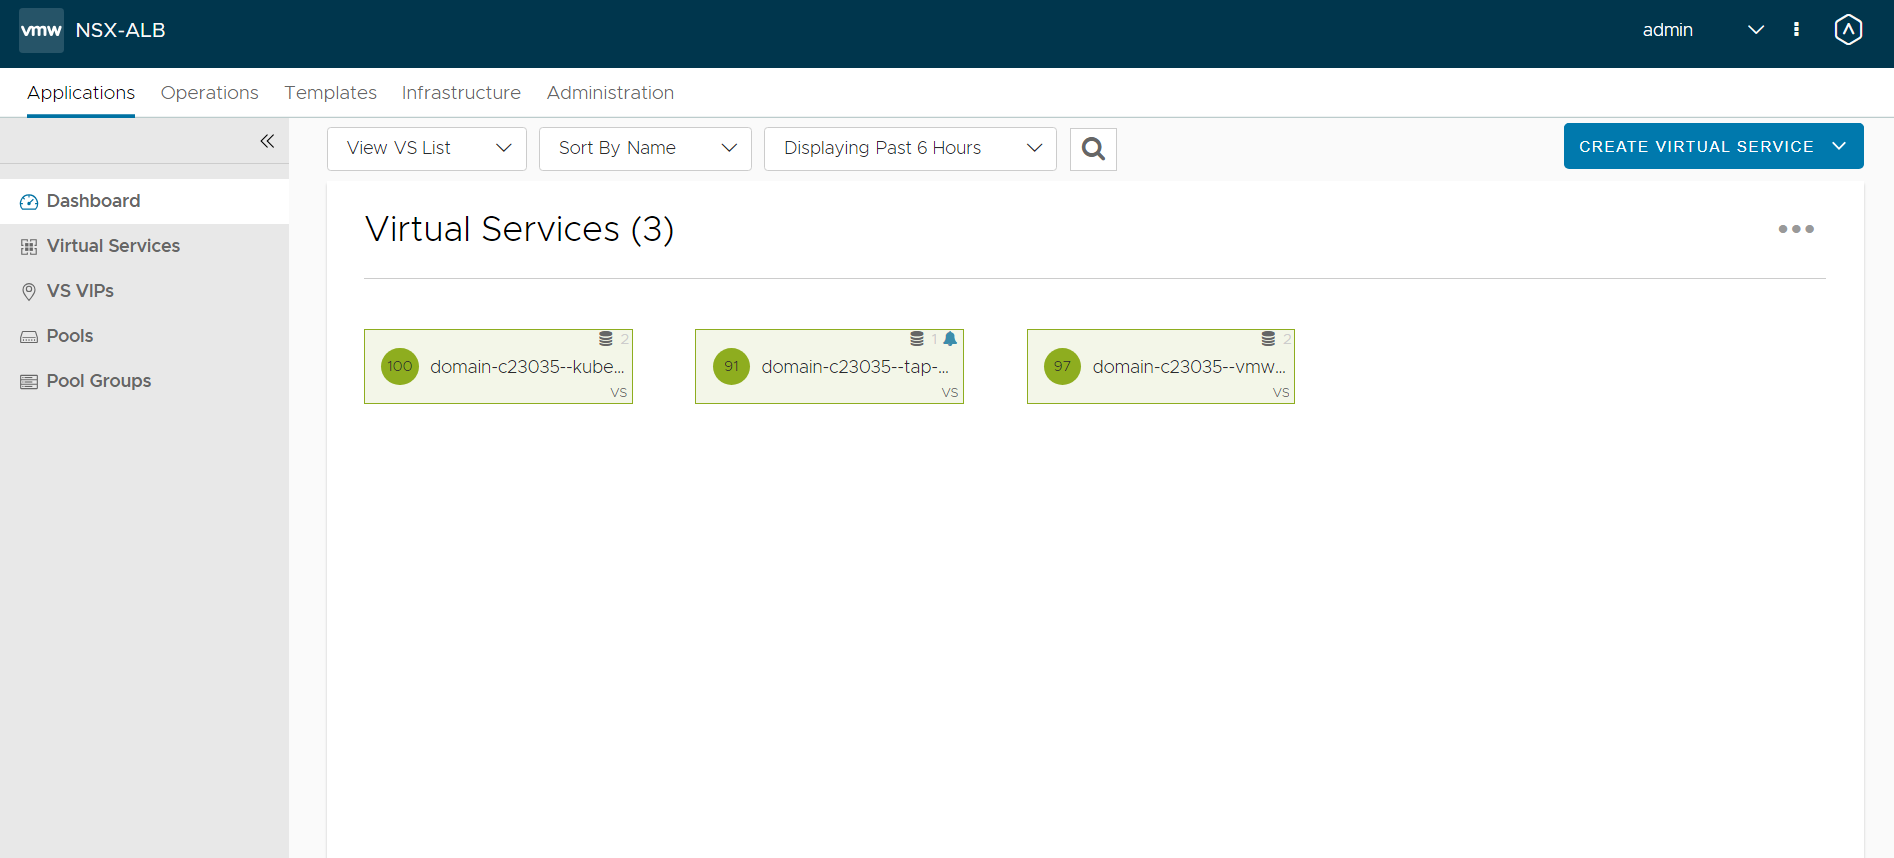 vmw NSX-ALB admin
Applications Operations Templates Infrastructure Administration
View VS List Sort By Name Displaying Past 6 Hours CREATE VIRTUAL SERVICE
Dashboard
Virtual Services
VS VIPs
Pools
Pool Groups
Virtual Services (3)
2
100 domain-c23035--kube...
VS
1
91 domain-c23035--tap-...
VS
2
97 domain-c23035--vmw...
VS